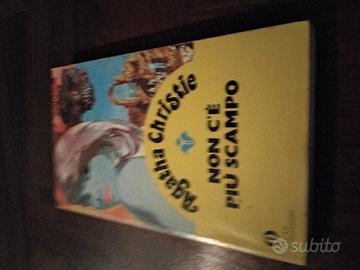 Agatha Christie
NON C'È
PIÙ SCAMPO
subito